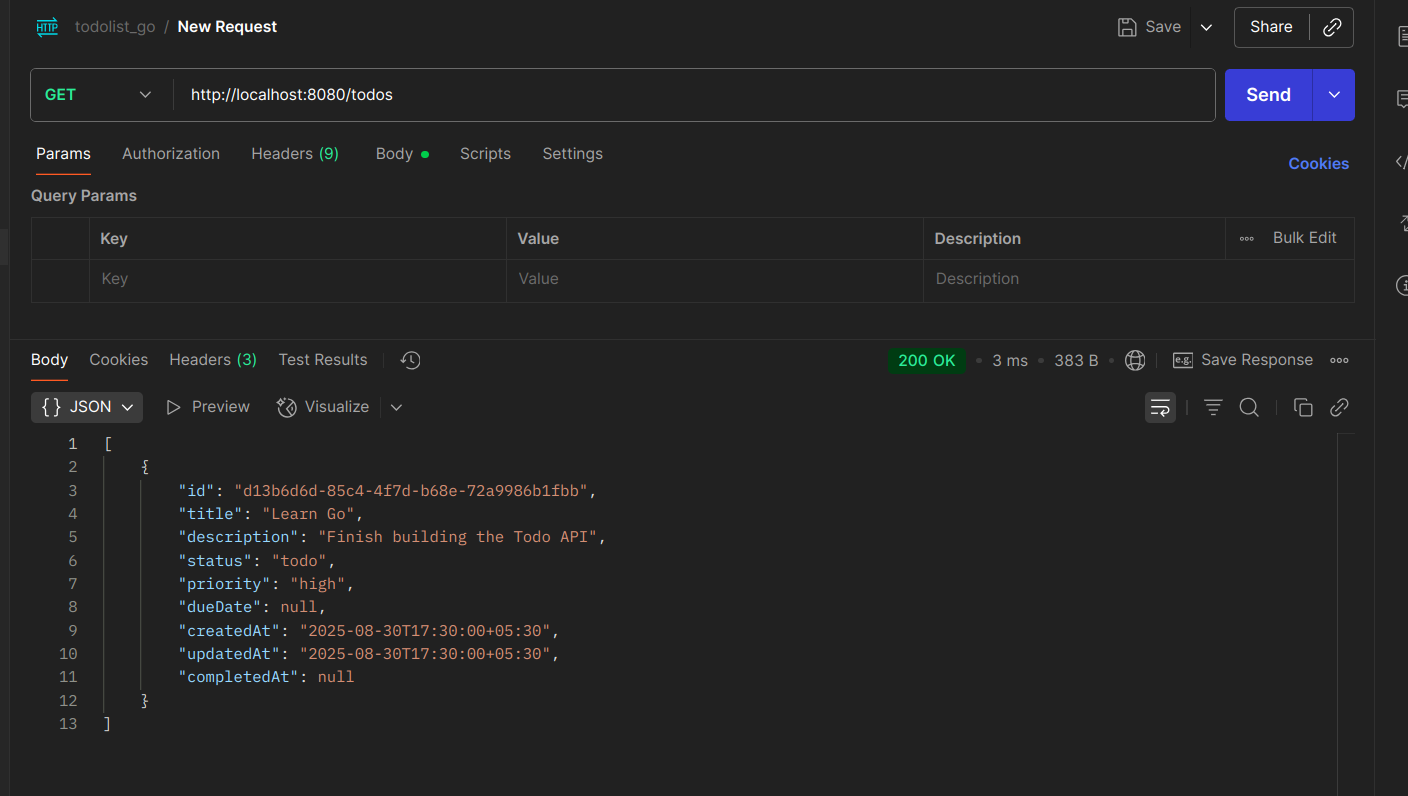 HTTP todolist_go / New Request Save Share
GET http://localhost:8080/todos Send
Params Authorization Headers (9) Body Scripts Settings Cookies
Query Params
Key Value Description Bulk Edit
Key Value Description
Body Cookies Headers (3) Test Results 200 OK 3 ms 383 B e.g. Save Response
{} JSON Preview Visualize
1 [
2 {
3 "id": "d13b6d6d-85c4-4f7d-b68e-72a9986b1fbb",
4 "title": "Learn Go",
5 "description": "Finish building the Todo API",
6 "status": "todo",
7 "priority": "high",
8 "dueDate": null,
9 "createdAt": "2025-08-30T17:30:00+05:30",
10 "updatedAt": "2025-08-30T17:30:00+05:30",
11 "completedAt": null
12 }
13 ]